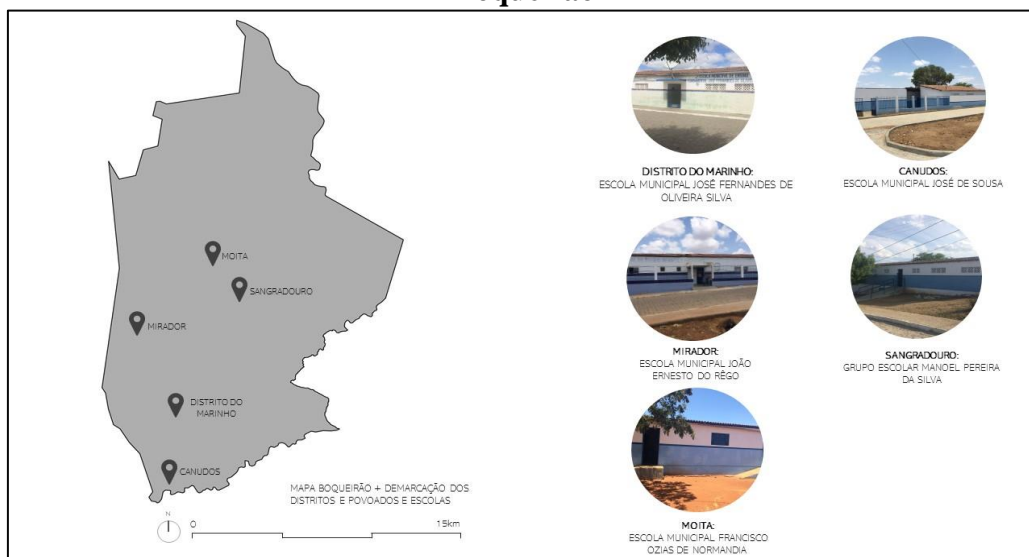 MOITA
SANGRADOURO
MIRADOR
DISTRITO DO
MARINHO
CANUDOS
MAPA BOQUEIRÃO + DEMARCAÇÃO DOS
DISTRITOS E POVOADOS E ESCOLAS
N
0
15km
DISTRITO DO MARINHO:
ESCOLA MUNICIPAL JOSÉ FERNANDES DE
OLIVEIRA SILVA
CANUDOS:
ESCOLA MUNICIPAL JOSÉ DE SOUSA
MIRADOR:
ESCOLA MUNICIPAL JOÃO
ERNESTO DO RÊGO
SANGRADOURO:
GRUPO ESCOLAR MANOEL PEREIRA
DA SILVA
MOITA:
ESCOLA MUNICIPAL FRANCISCO
OZIAS DE NORMANDIA